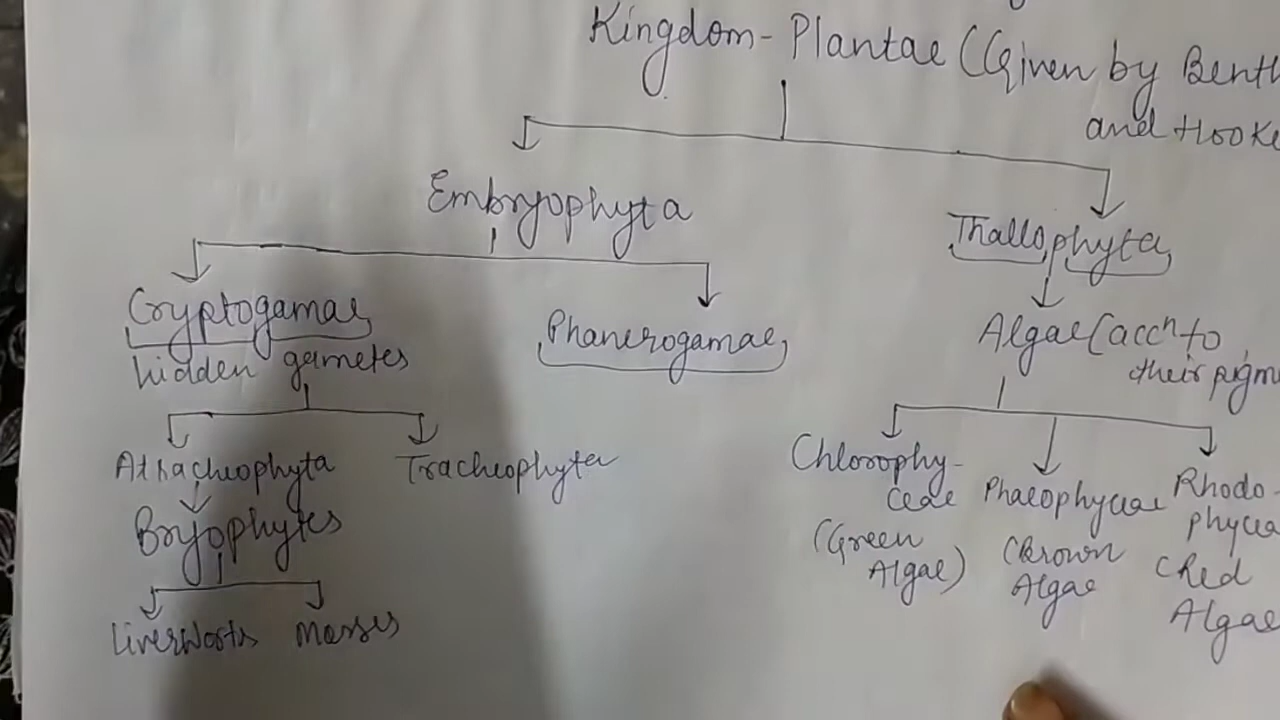 Kingdom - Plantae (Given by Benth
and Hooke
Embryophyta
Thallophyta
Cryptogamae
hidden gametes
Phanerogamae
Algae (accn to
their pigm
Atracheophyta
Tracheophyta
Bryophytes
Liverworts Mosses
Chlorophy-
ceae
(Green
Algae)
Phaeophyceae
(Brown
Algae
Rhodo-
phycea
(Red
Algae